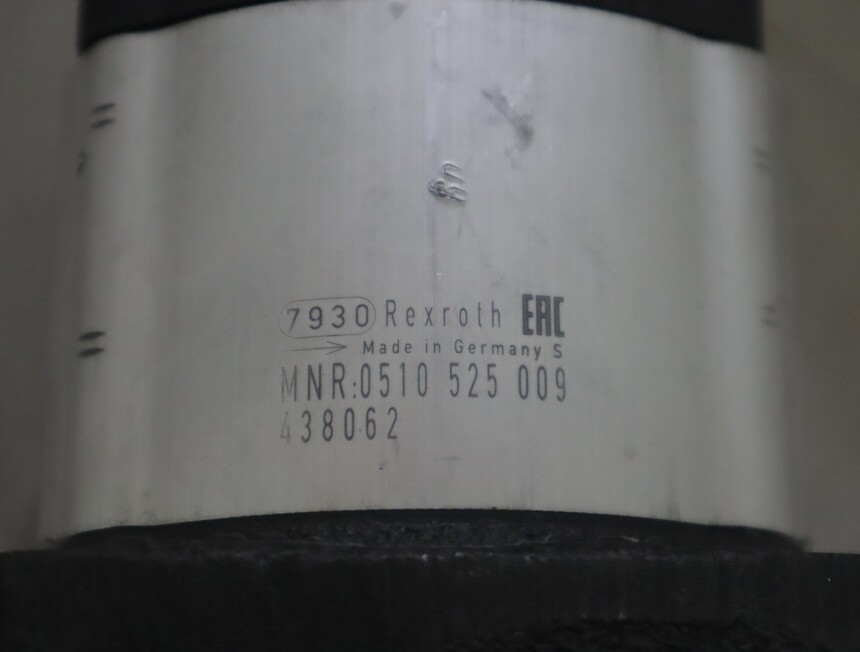 7930 Rexroth EAC
Made in Germany S
MNR:0510 525 009
438062